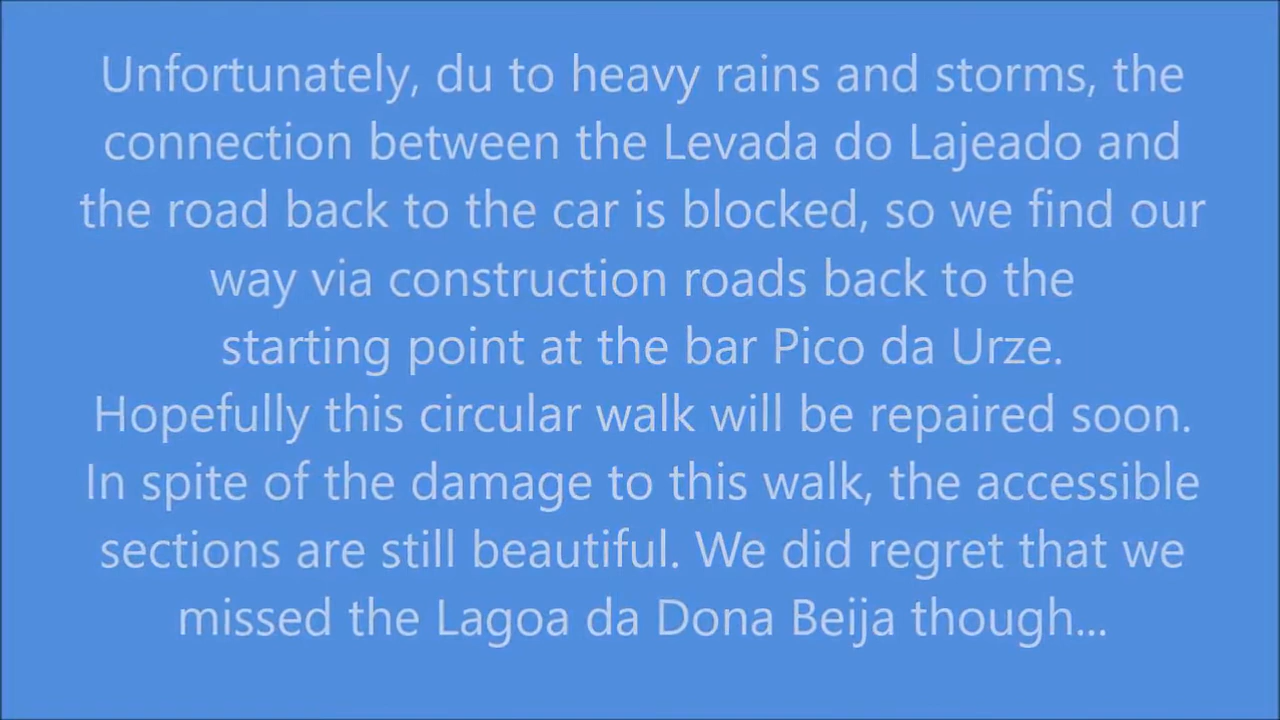 Unfortunately, du to heavy rains and storms, the
connection between the Levada do Lajeado and
the road back to the car is blocked, so we find our
way via construction roads back to the
starting point at the bar Pico da Urze.
Hopefully this circular walk will be repaired soon.
In spite of the damage to this walk, the accessible
sections are still beautiful. We did regret that we
missed the Lagoa da Dona Beija though...